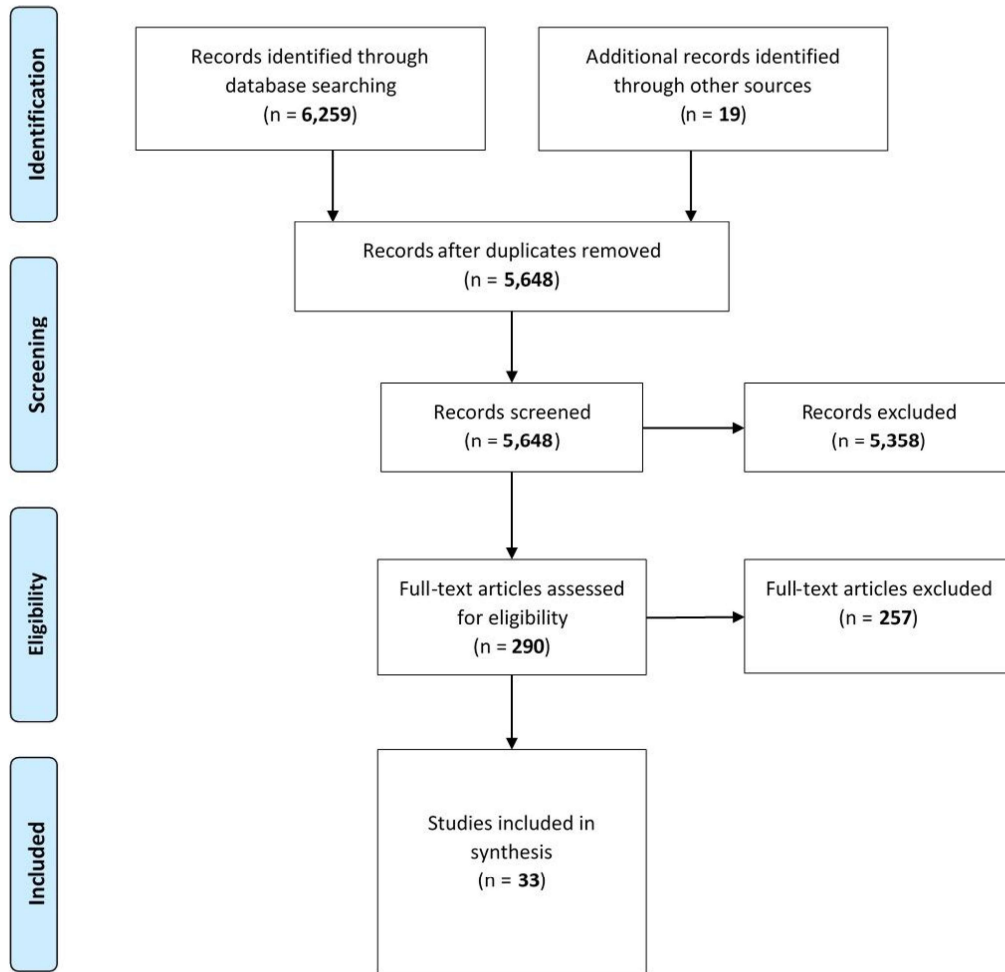 Identification
Records identified through
database searching
(n = 6,259)
Additional records identified
through other sources
(n = 19)
Records after duplicates removed
(n = 5,648)
Screening
Records screened
(n = 5,648)
Records excluded
(n = 5,358)
Eligibility
Full-text articles assessed
for eligibility
(n = 290)
Full-text articles excluded
(n = 257)
Included
Studies included in
synthesis
(n = 33)